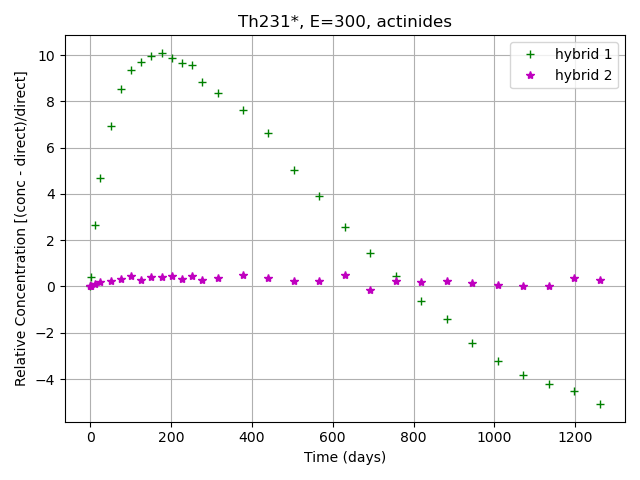 Th231*, E=300, actinides
hybrid 1
hybrid 2
Relative Concentration [(conc - direct)/direct]
10
8
6
4
2
0
−2
−4
0 200 400 600 800 1000 1200
Time (days)